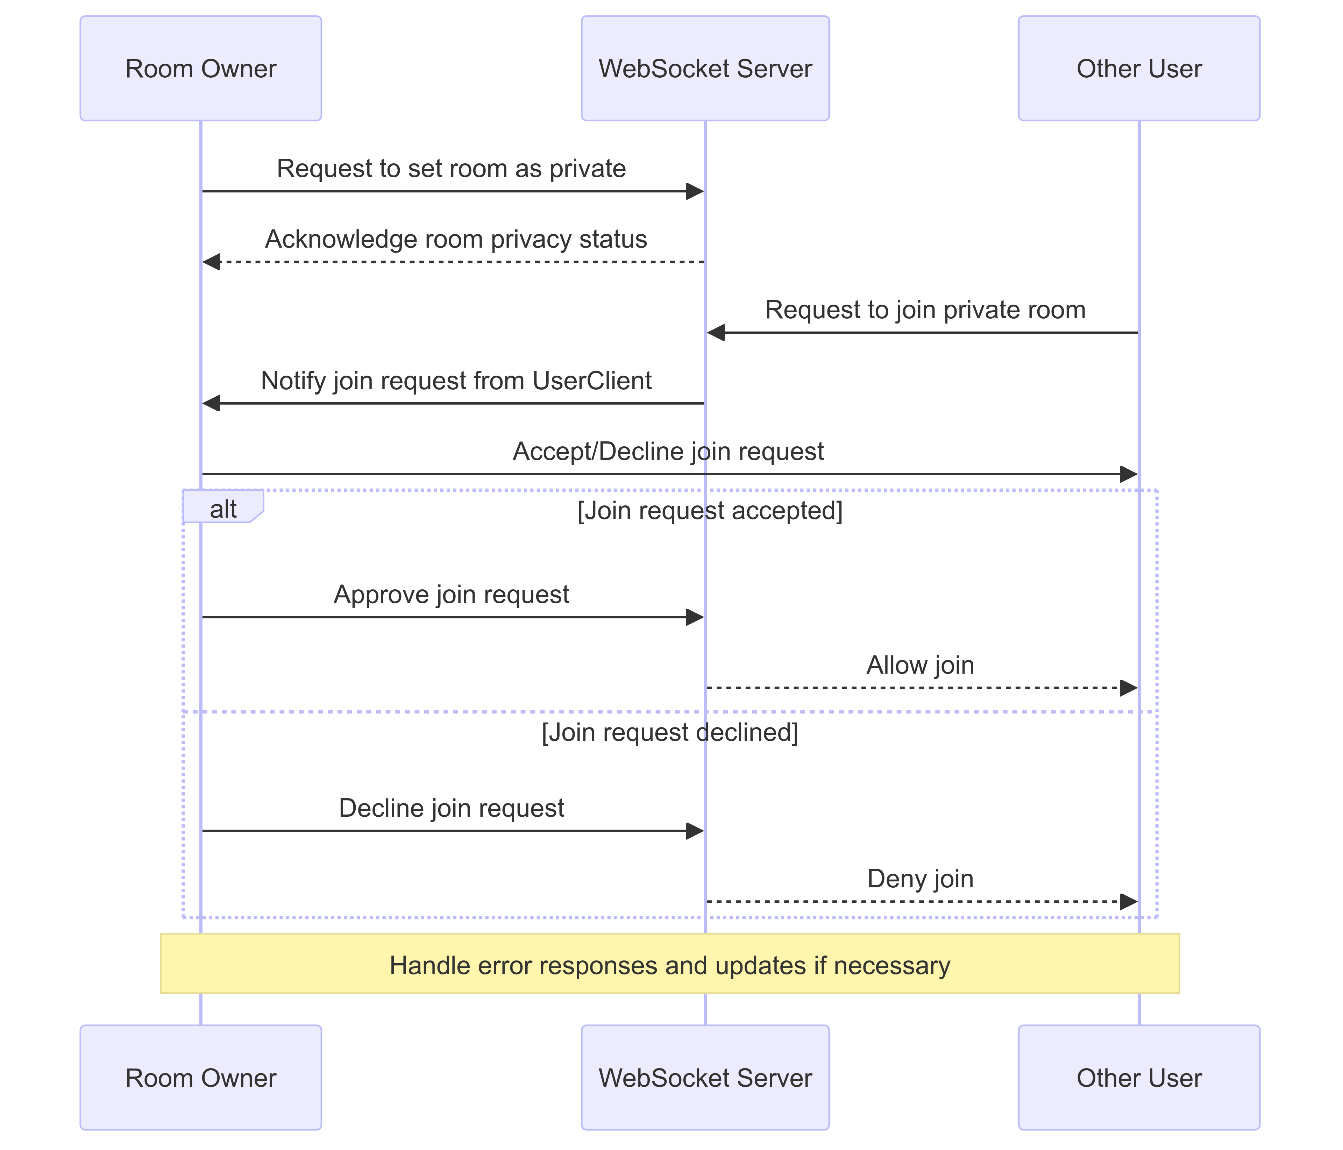 Room Owner
WebSocket Server
Other User
Request to set room as private
Acknowledge room privacy status
Request to join private room
Notify join request from UserClient
Accept/Decline join request
alt
[Join request accepted]
Approve join request
Allow join
[Join request declined]
Decline join request
Deny join
Handle error responses and updates if necessary
Room Owner
WebSocket Server
Other User